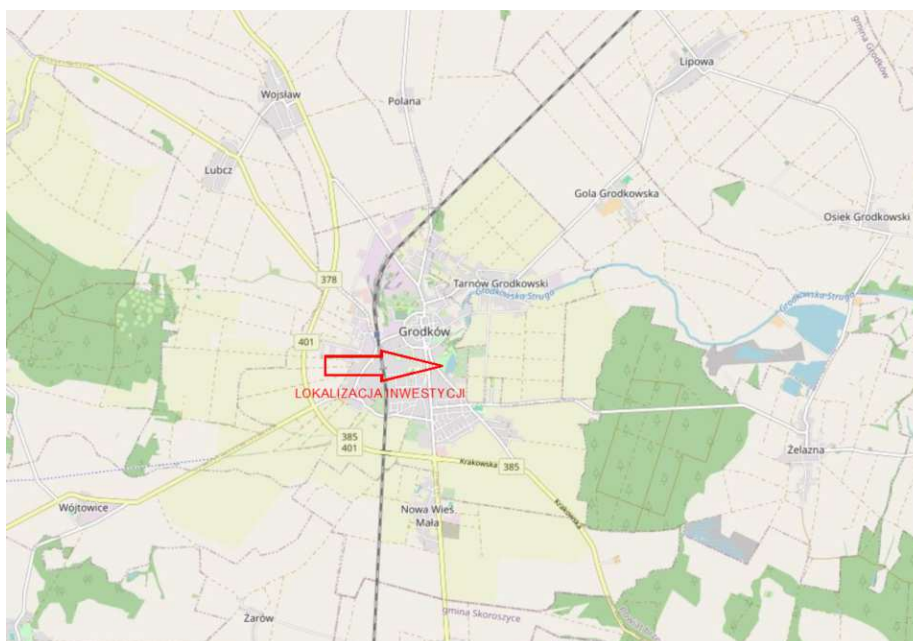 gmina Grodków
Lipowa
Wojsław
Polana
Lubcz
Gola Grodkowska
Osiek Grodkowski
378
Tarnów Grodkowski
Grodkowska Struga
Grodkowska Struga
Grodków
401
LOKALIZACJA INWESTYCJI
385
401
Krakowska
385
Żelazna
Krakowska
Wójtowice
Nowa Wieś
Mała
gmina Skoroszyce
Żarów